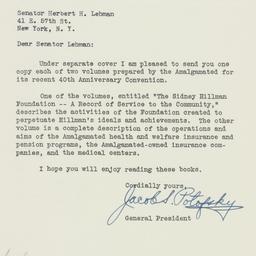 Senator Herbert H. Lehman
41 E. 57th St.
New York, N. Y.
Dear Senator Lehman:
Under separate cover I am pleased to send you one
copy each of two volumes prepared by the Amalgamated for
its recent 40th Anniversary Convention.
One of the volumes, entitled "The Sidney Hillman
Foundation -- A Record of Service to the Community,"
describes the activities of the Foundation created to
perpetuate Hillman's ideals and achievements. The other
volume is a complete description of the operations and
aims of the Amalgamated health and welfare insurance and
pension programs, the Amalgamated-owned insurance com-
panies, and the medical centers.
I hope you will enjoy reading these books.
Cordially yours,
Jacob S. Potofsky
General President